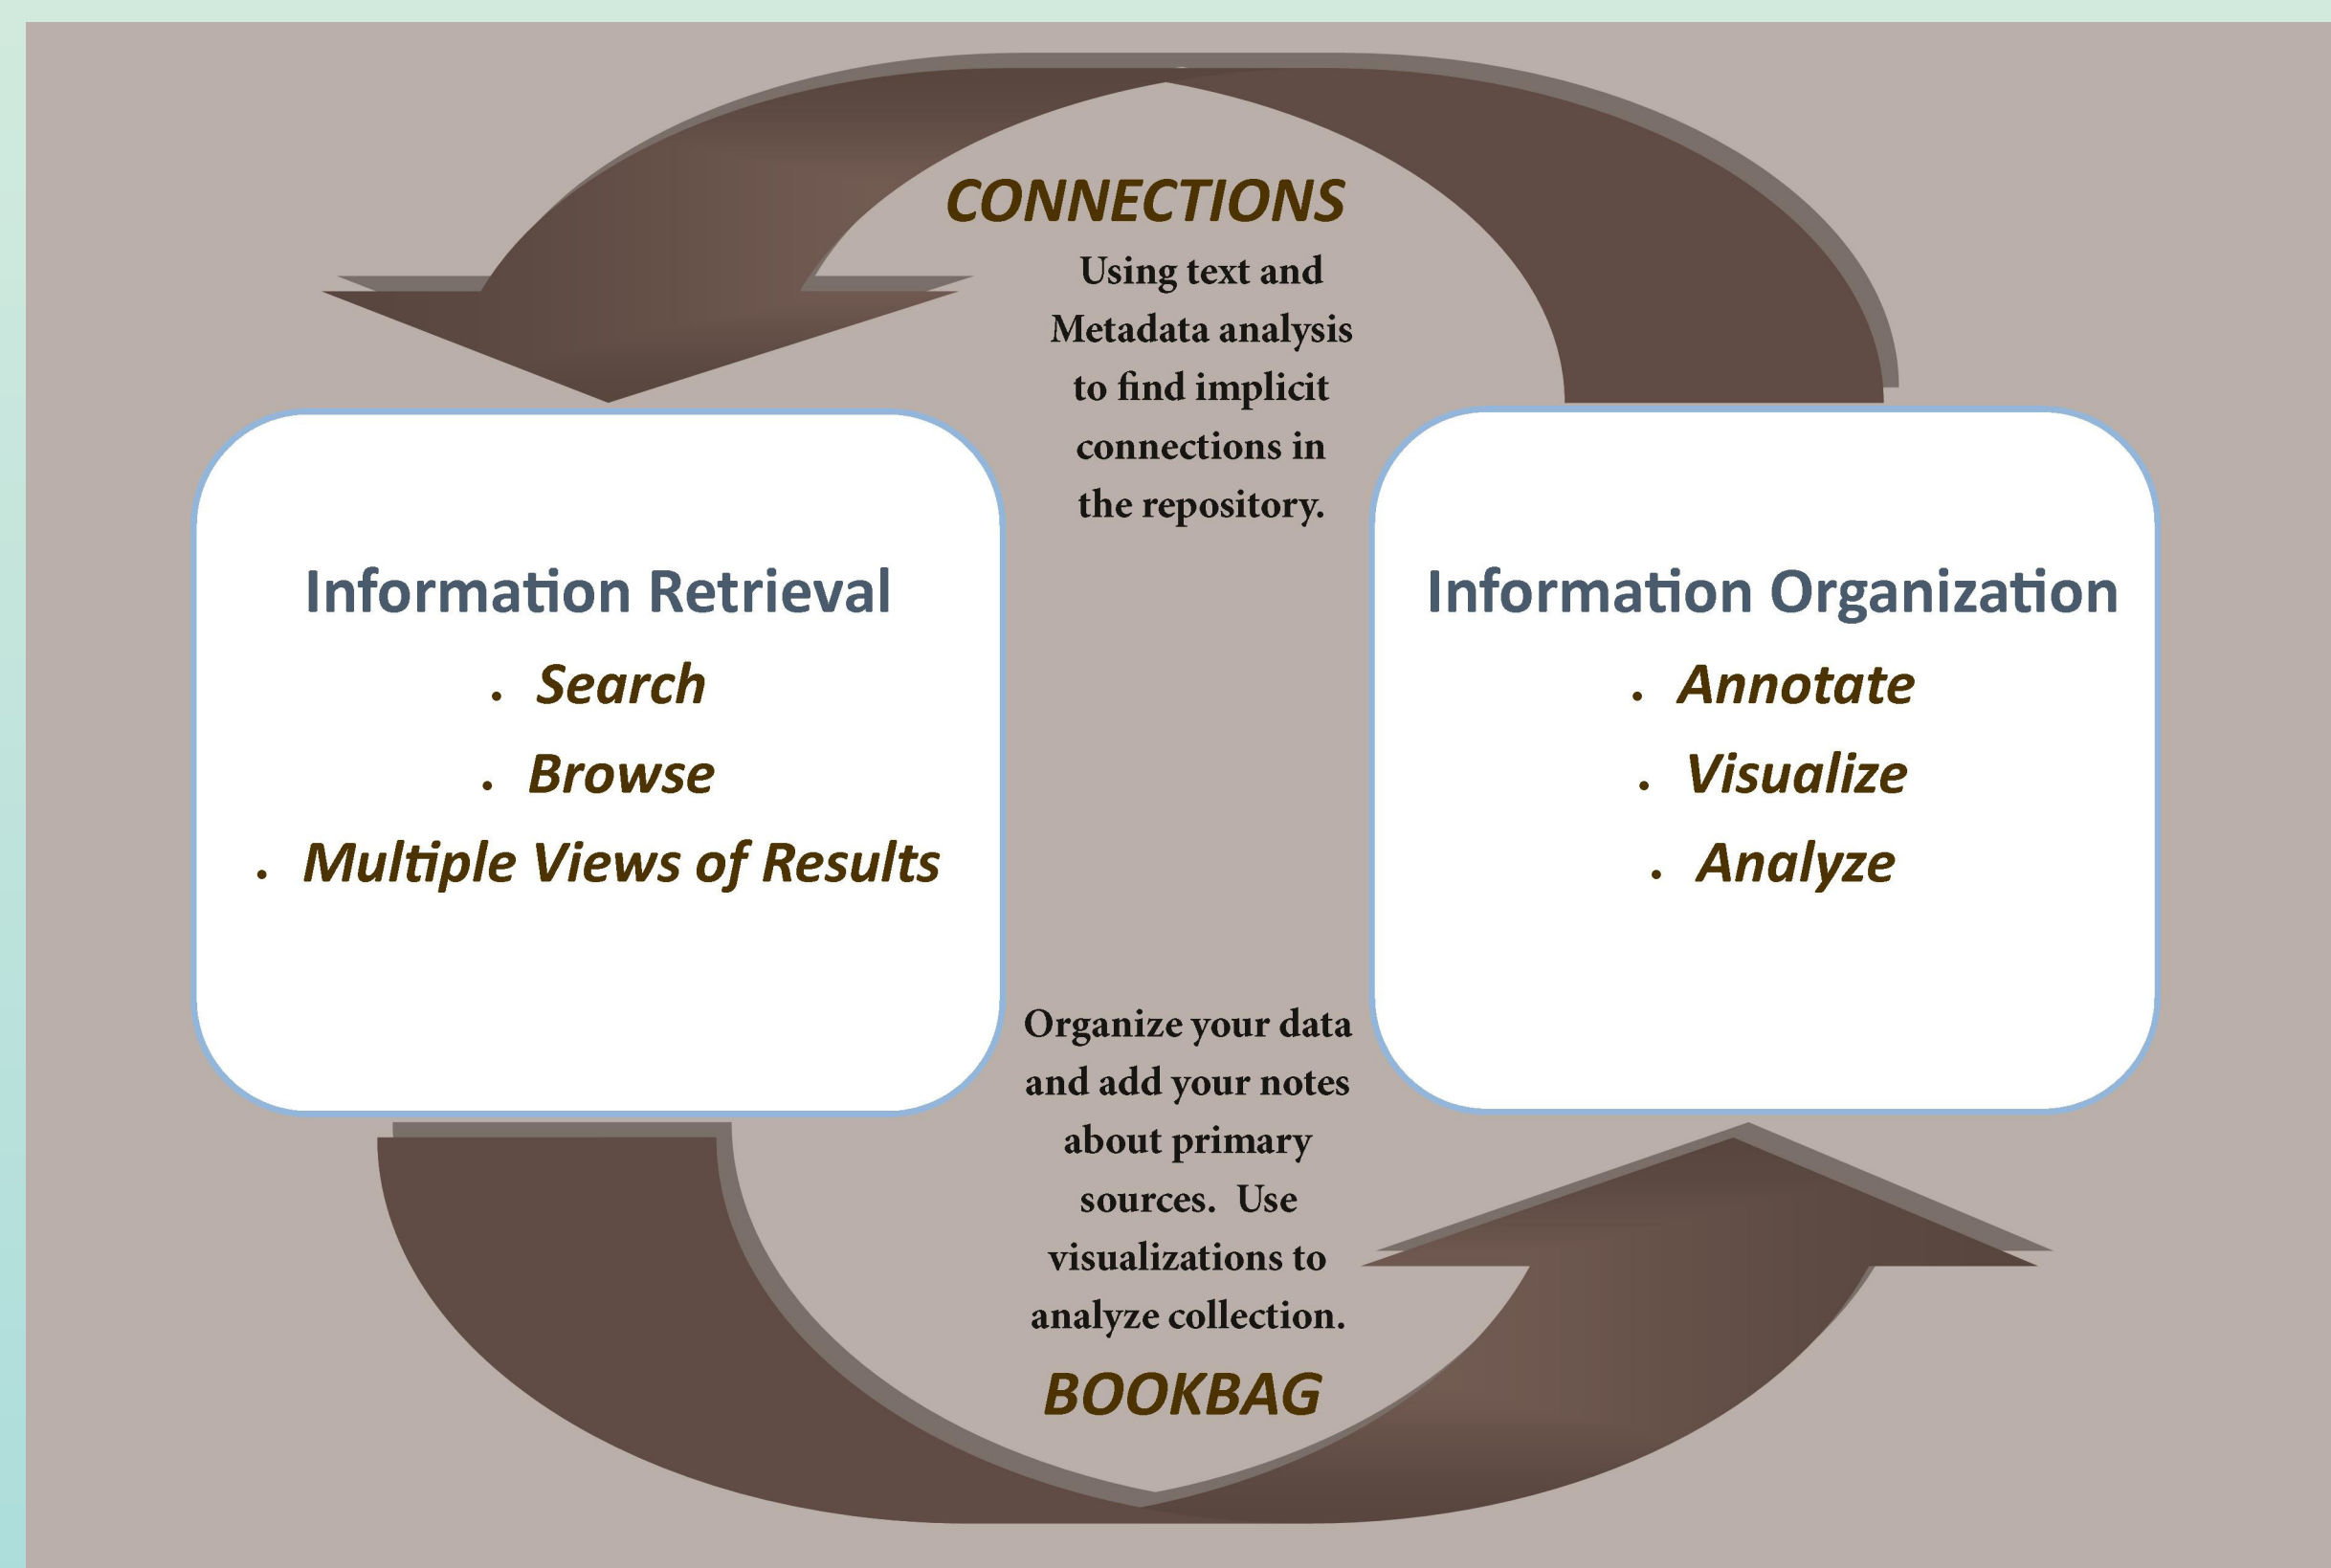 CONNECTIONS
Using text and
Metadata analysis
to find implicit
connections in
the repository.
Information Retrieval
• Search
• Browse
• Multiple Views of Results
Information Organization
• Annotate
• Visualize
• Analyze
Organize your data
and add your notes
about primary
sources.  Use
visualizations to
analyze collection.
BOOKBAG